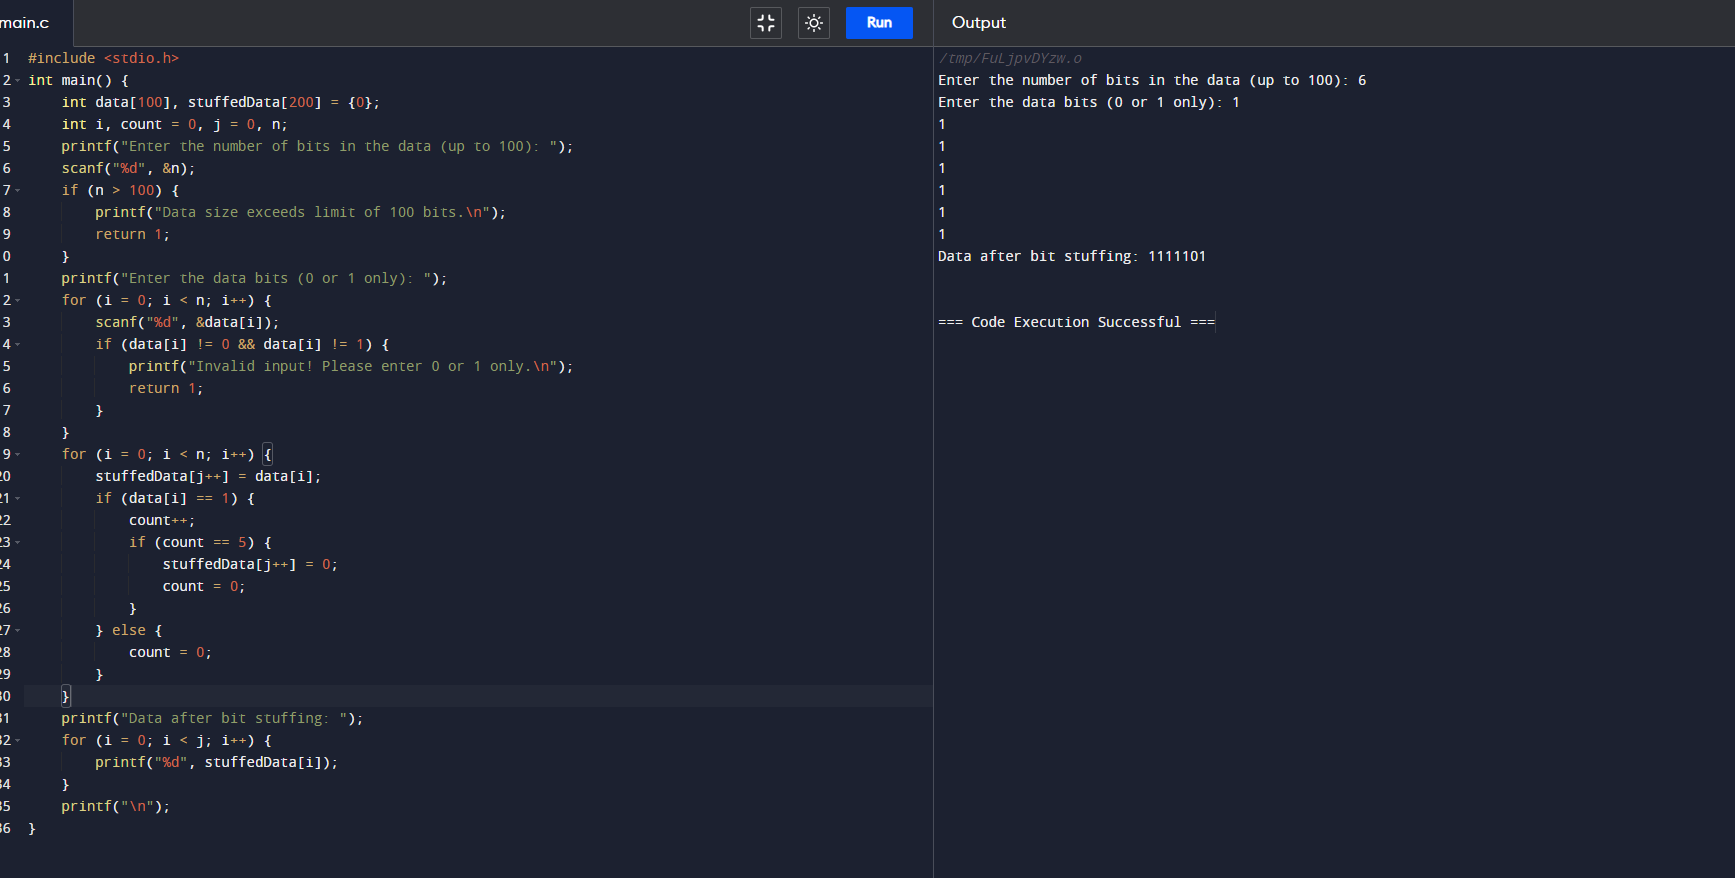 main.c
Run
Output
1 #include <stdio.h>
2 int main() {
3 int data[100], stuffedData[200] = {0};
4 int i, count = 0, j = 0, n;
5 printf("Enter the number of bits in the data (up to 100): ");
6 scanf("%d", &n);
7 if (n > 100) {
8 printf("Data size exceeds limit of 100 bits.\n");
9 return 1;
0 }
1 printf("Enter the data bits (0 or 1 only): ");
2 for (i = 0; i < n; i++) {
3 scanf("%d", &data[i]);
4 if (data[i] != 0 && data[i] != 1) {
5 printf("Invalid input! Please enter 0 or 1 only.\n");
6 return 1;
7 }
8 }
9 for (i = 0; i < n; i++) {
20 stuffedData[j++] = data[i];
21 if (data[i] == 1) {
22 count++;
23 if (count == 5) {
24 stuffedData[j++] = 0;
25 count = 0;
26 }
27 } else {
28 count = 0;
29 }
30 }
31 printf("Data after bit stuffing: ");
32 for (i = 0; i < j; i++) {
33 printf("%d", stuffedData[i]);
34 }
35 printf("\n");
36 }
/tmp/FuLjpvDYzw.o
Enter the number of bits in the data (up to 100): 6
Enter the data bits (0 or 1 only): 1
1
1
1
1
1
1
Data after bit stuffing: 1111101
=== Code Execution Successful ===